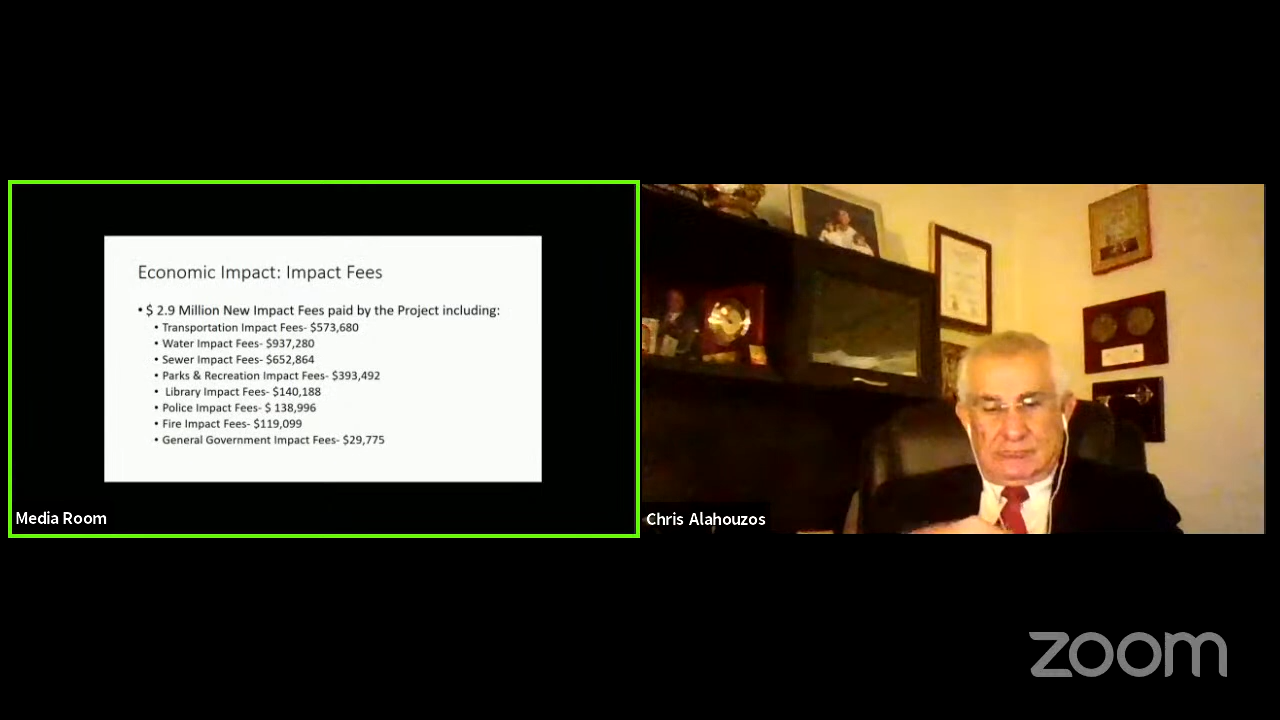 Economic Impact: Impact Fees
• $ 2.9 Million New Impact Fees paid by the Project including:
• Transportation Impact Fees- $573,680
• Water Impact Fees- $937,280
• Sewer Impact Fees- $652,864
• Parks & Recreation Impact Fees- $393,492
• Library Impact Fees- $140,188
• Police Impact Fees- $ 138,996
• Fire Impact Fees- $119,099
• General Government Impact Fees- $29,775
Media Room
Chris Alahouzos
zoom